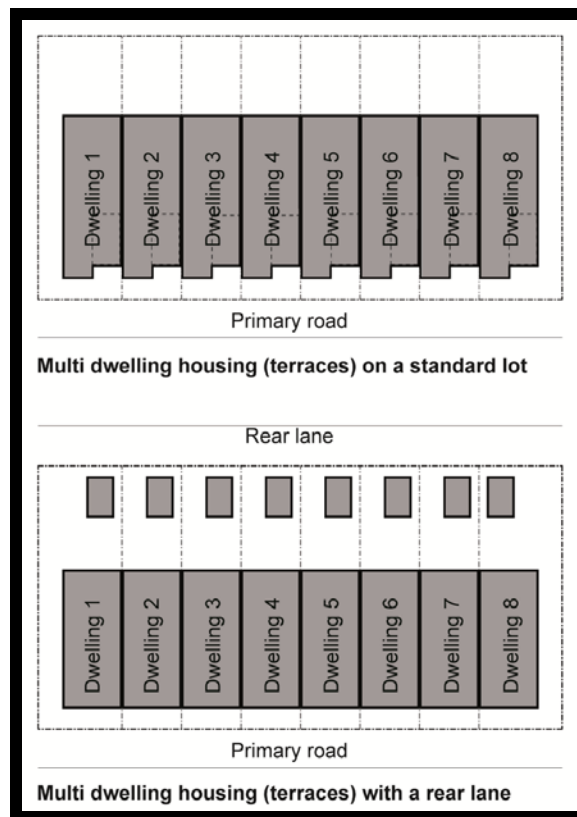 Dwelling 1
Dwelling 2
Dwelling 3
Dwelling 4
Dwelling 5
Dwelling 6
Dwelling 7
Dwelling 8
Primary road
Multi dwelling housing (terraces) on a standard lot
Rear lane
Dwelling 1
Dwelling 2
Dwelling 3
Dwelling 4
Dwelling 5
Dwelling 6
Dwelling 7
Dwelling 8
Primary road
Multi dwelling housing (terraces) with a rear lane